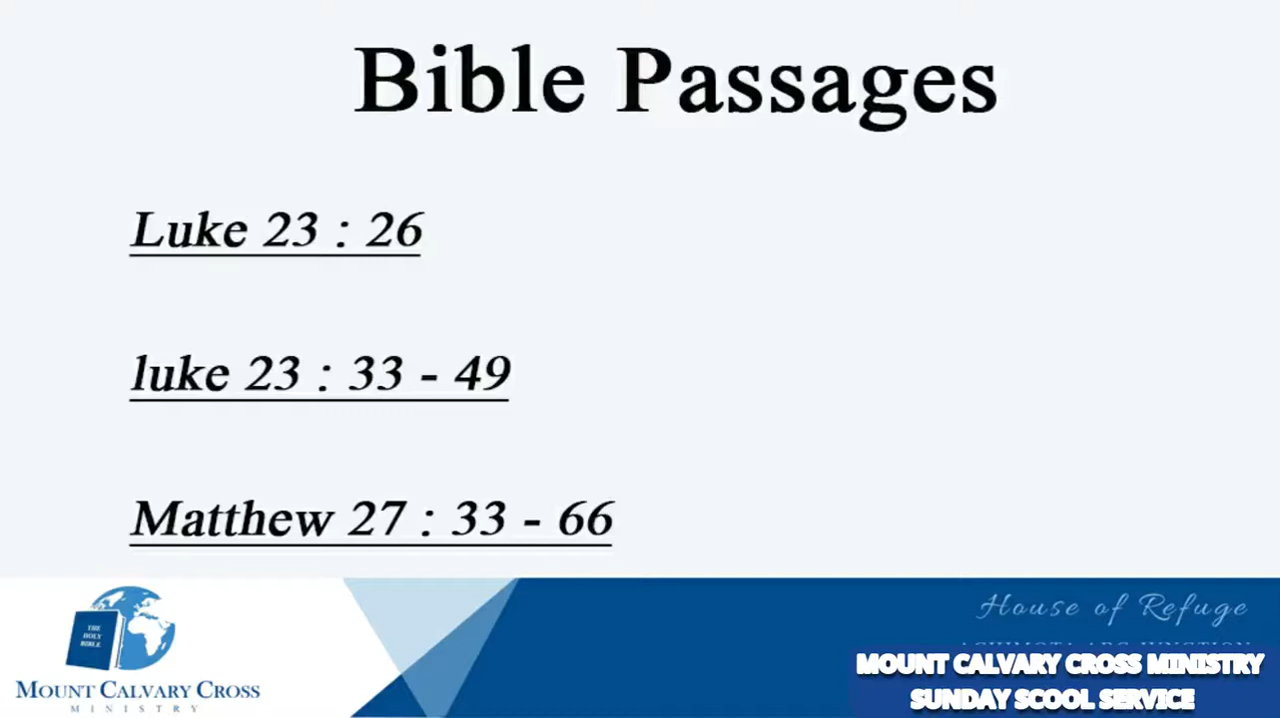 Bible Passages
Luke 23 : 26
luke 23 : 33 - 49
Matthew 27 : 33 - 66
THE
HOLY
BIBLE
MOUNT CALVARY CROSS
MINISTRY
House of Refuge
MOUNT CALVARY CROSS MINISTRY
SUNDAY SCOOL SERVICE